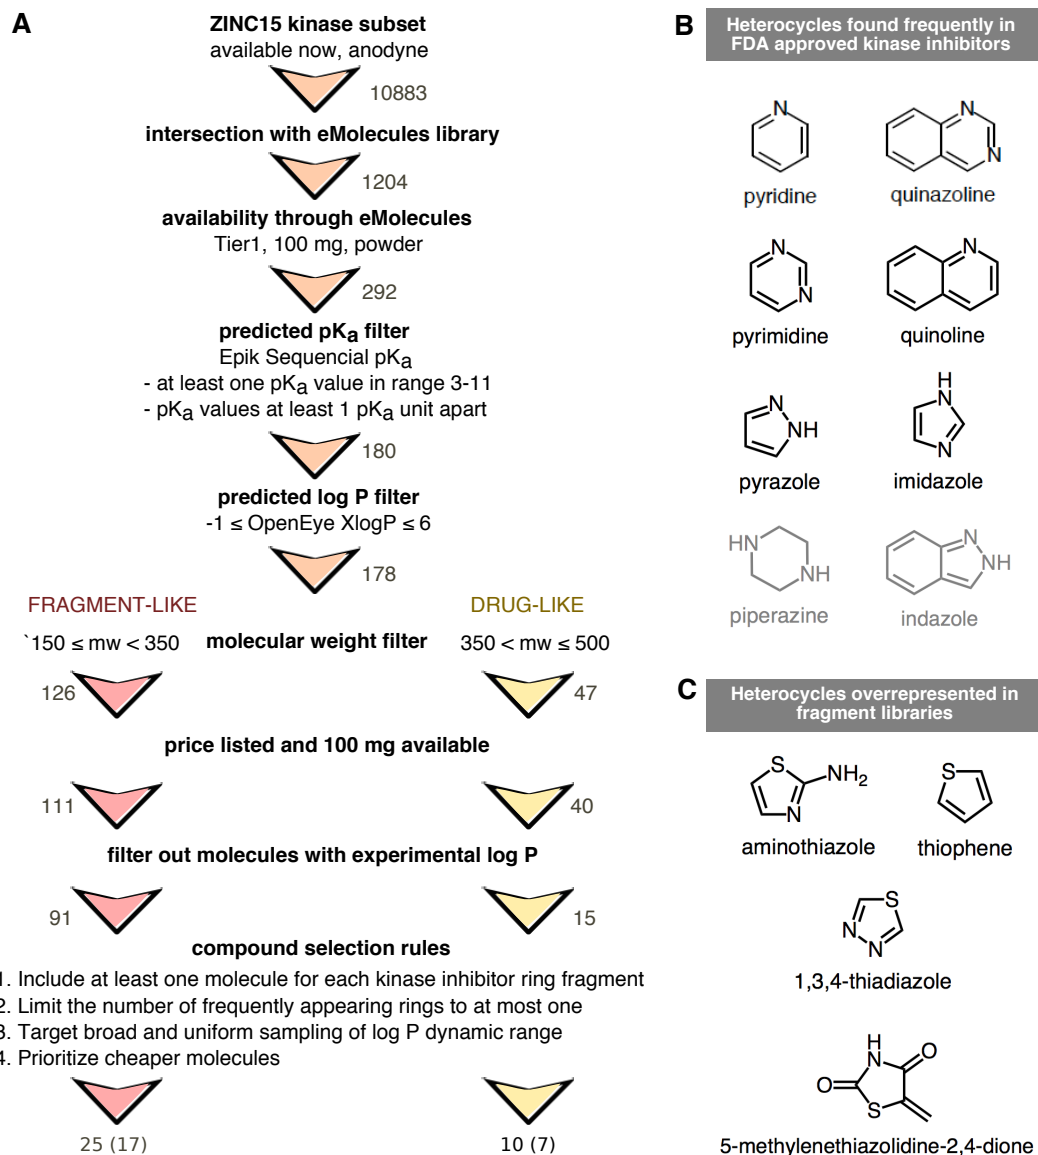 A
ZINC15 kinase subset
available now, anodyne
10883
intersection with eMolecules library
1204
availability through eMolecules
Tier1, 100 mg, powder
292
predicted pKa filter
Epik Sequencial pKa
- at least one pKa value in range 3-11
- pKa values at least 1 pKa unit apart
180
predicted log P filter
-1 ≤ OpenEye XlogP ≤ 6
178
FRAGMENT-LIKE
DRUG-LIKE
`150 ≤ mw < 350
molecular weight filter
350 < mw ≤ 500
126
47
price listed and 100 mg available
111
40
filter out molecules with experimental log P
91
15
compound selection rules
1. Include at least one molecule for each kinase inhibitor ring fragment
2. Limit the number of frequently appearing rings to at most one
3. Target broad and uniform sampling of log P dynamic range
4. Prioritize cheaper molecules
25 (17)
10 (7)
B
Heterocycles found frequently in
FDA approved kinase inhibitors
N
N
N
pyridine
quinazoline
N
N
N
pyrimidine
quinoline
N
NH
H
N
N
pyrazole
imidazole
HN
NH
N
NH
piperazine
indazole
C
Heterocycles overrepresented in
fragment libraries
S
NH2
N
S
aminothiazole
thiophene
S
N
N
1,3,4-thiadiazole
H
N
O
O
S
5-methylenethiazolidine-2,4-dione